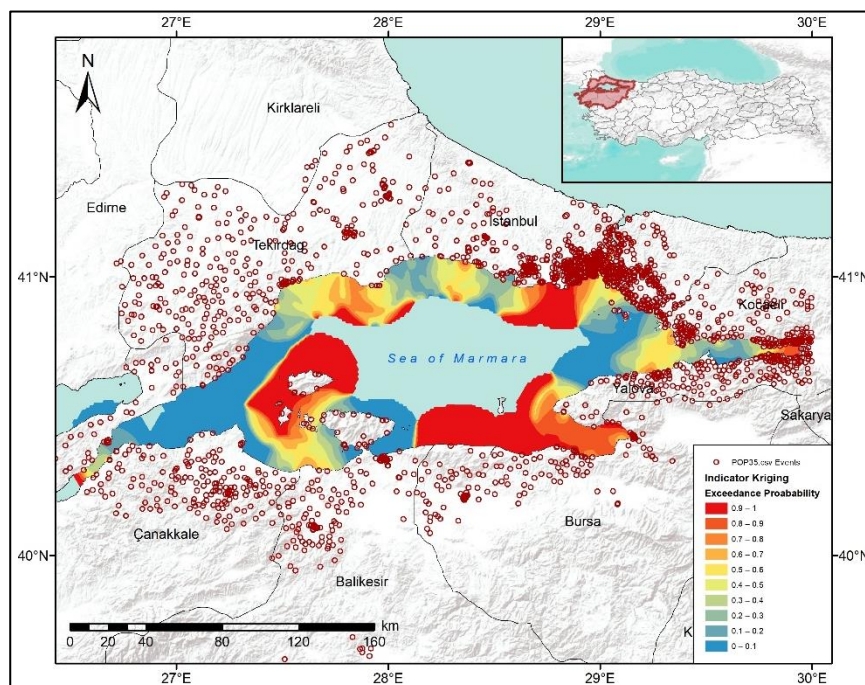 27°E 28°E 29°E 30°E
N
Kirklareli
Edirne
Istanbul
Tekirdag
41°N 41°N
Kocaeli
Sea of Marmara
Yalova
Sakarya
POP35.csv Events
Indicator Kriging
Exceedance Proabability
0.9 – 1
0.8 – 0.9
0.7 – 0.8
0.6 – 0.7
0.5 – 0.6
0.4 – 0.5
0.3 – 0.4
0.2 – 0.3
0.1 – 0.2
0 – 0.1
Çanakkale
Bursa
40°N 40°N
Balikesir
K
km
0 20 40 80 120 160
27°E 28°E 29°E 30°E